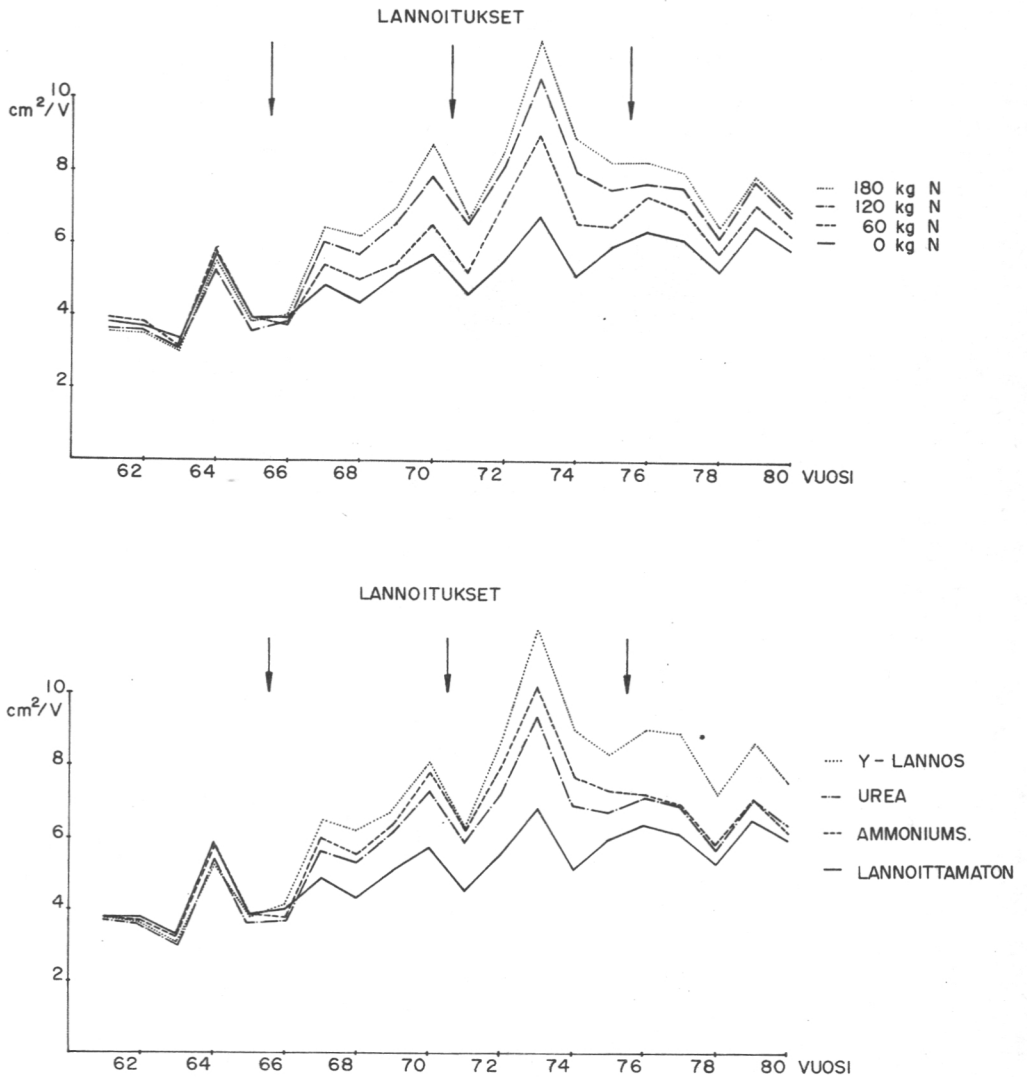 LANNOITUKSET
10
cm²/V
8
6
4
2
62 64 66 68 70 72 74 76 78 80 VUOSI
180 kg N
120 kg N
60 kg N
0 kg N
LANNOITUKSET
10
cm²/V
8
6
4
2
62 64 66 68 70 72 74 76 78 80 VUOSI
Y - LANNOS
UREA
AMMONIUMS.
LANNOITTAMATON